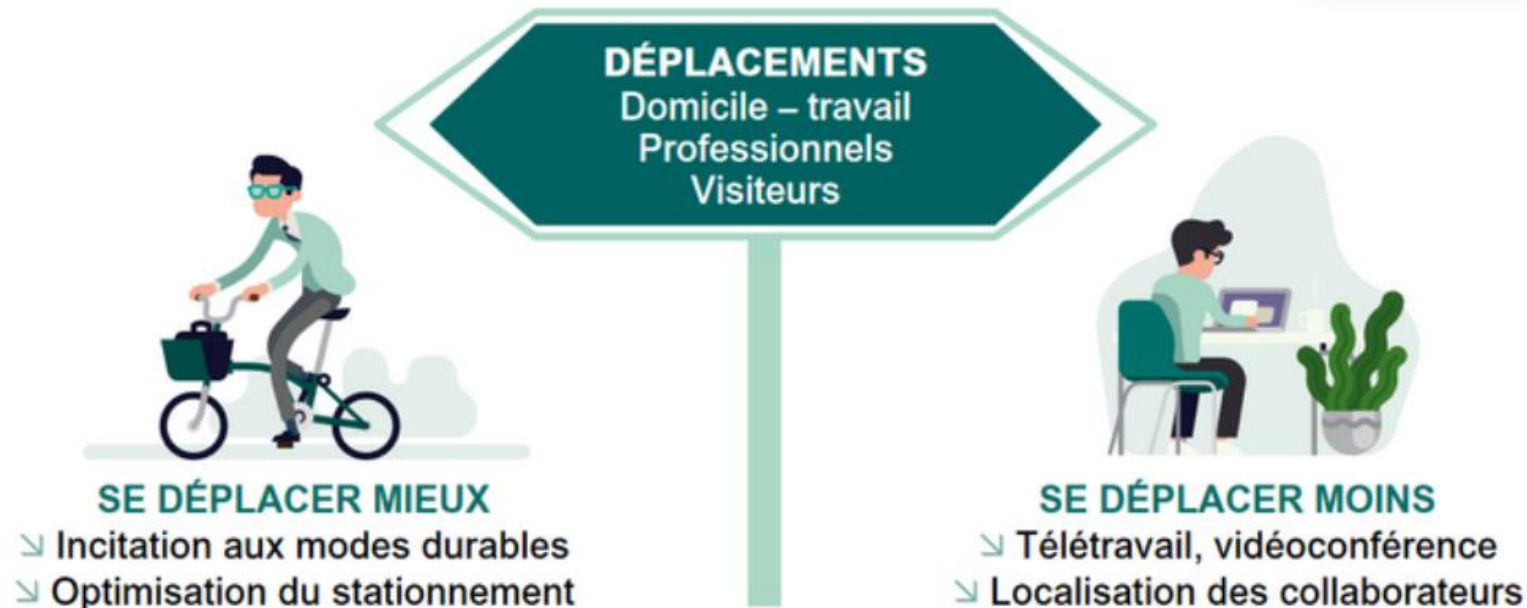 DÉPLACEMENTS
Domicile – travail
Professionnels
Visiteurs
SE DÉPLACER MIEUX
↘ Incitation aux modes durables
↘ Optimisation du stationnement
SE DÉPLACER MOINS
↘ Télétravail, vidéoconférence
↘ Localisation des collaborateurs